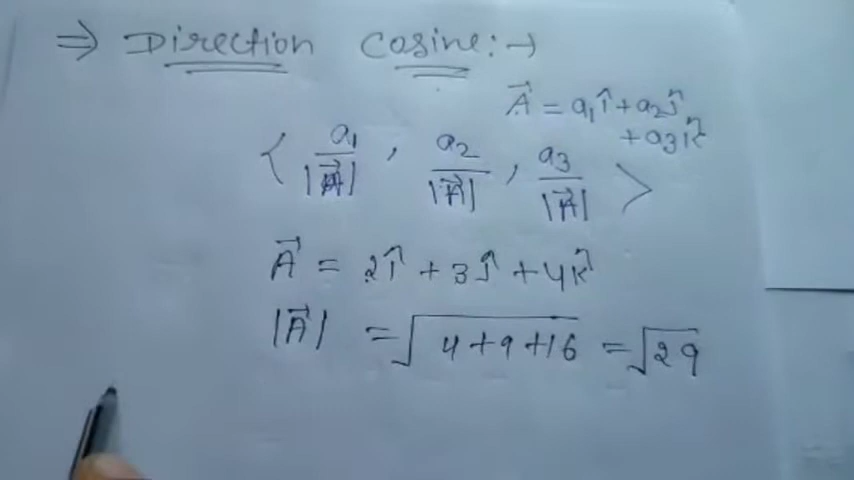 ⇒ Direction Cosine:→
A⃗ = a₁î + a₂ĵ
+ a₃k̂
< a₁/|A⃗| , a₂/|A⃗| , a₃/|A⃗| >
A⃗ = 2î + 3ĵ + 4k̂
|A⃗| = √(4+9+16) = √29